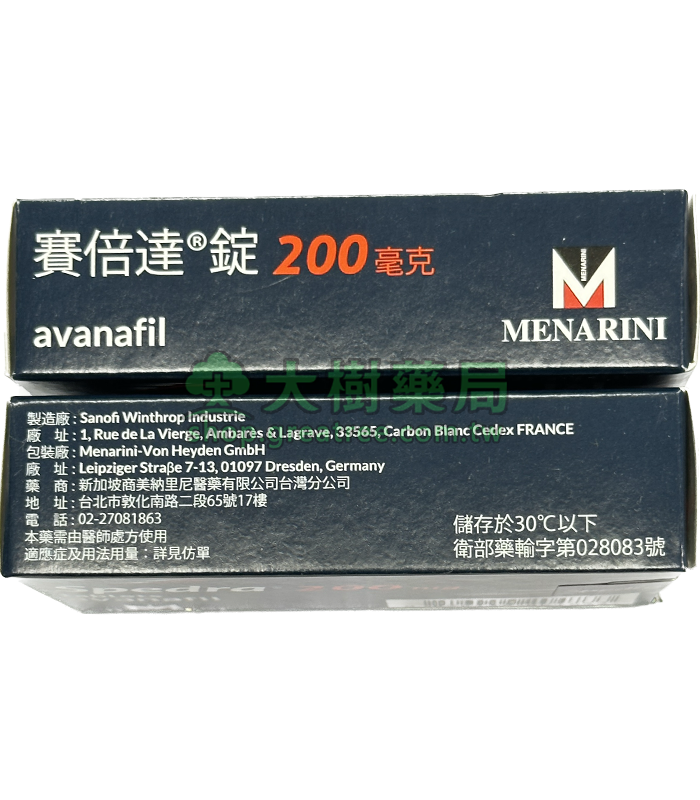 賽倍達®錠 200毫克
avanafil
MENARINI
MENARINI
大樹藥局
製造廠:Sanofi Winthrop Industrie
廠 址:1, Rue de La Vierge, Ambarès & Lagrave, 33565, Carbon Blanc Cedex FRANCE
包裝廠:Menarini-Von Heyden GmbH
廠 址:Leipziger Straße 7-13, 01097 Dresden, Germany
藥 商:新加坡商美納里尼醫藥有限公司台灣分公司
地 址:台北市敦化南路二段65號17樓
電 話:02-27081863
本藥需由醫師處方使用
適應症及用法用量:詳見仿單
儲存於30℃以下
衛部藥輸字第028083號
Spedra 200
avanafil